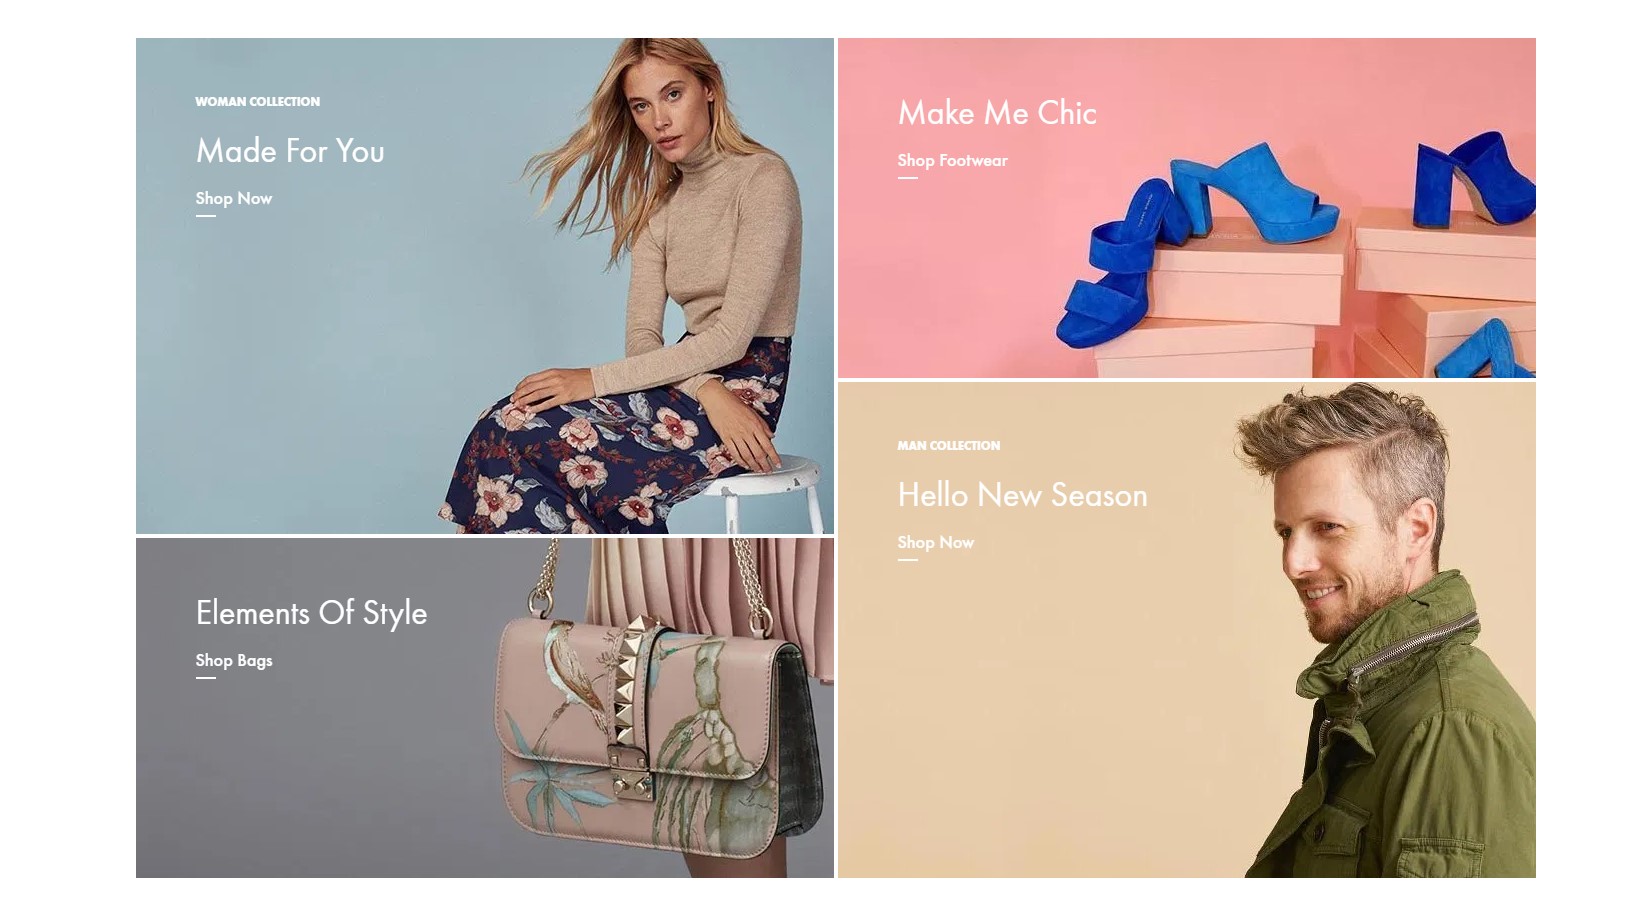 WOMAN COLLECTION
Made For You
Shop Now
Make Me Chic
Shop Footwear
MAN COLLECTION
Hello New Season
Shop Now
Elements Of Style
Shop Bags